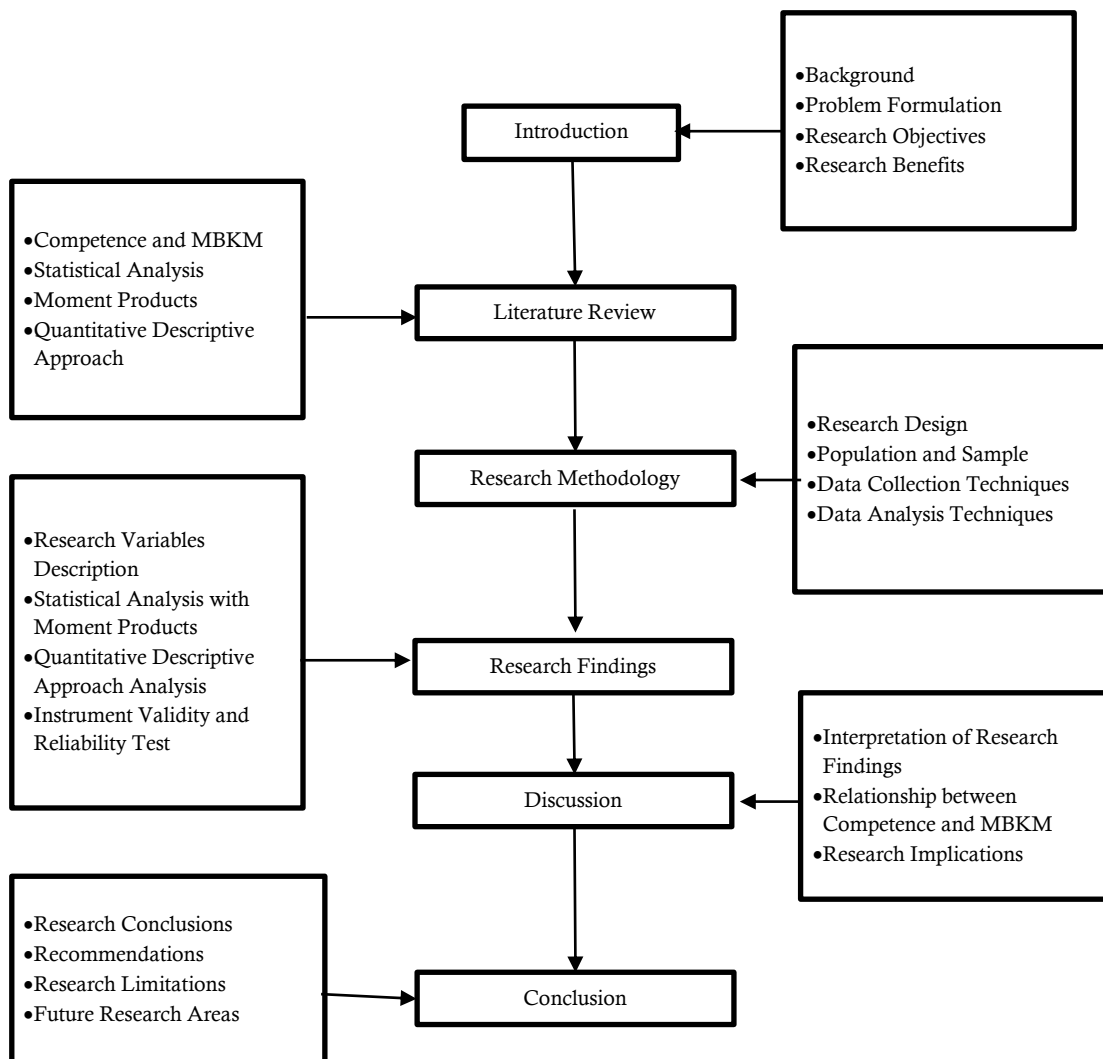 •Background
•Problem Formulation
•Research Objectives
•Research Benefits
Introduction
•Competence and MBKM
•Statistical Analysis
•Moment Products
•Quantitative Descriptive
Approach
Literature Review
•Research Design
•Population and Sample
•Data Collection Techniques
•Data Analysis Techniques
Research Methodology
•Research Variables
Description
•Statistical Analysis with
Moment Products
•Quantitative Descriptive
Approach Analysis
•Instrument Validity and
Reliability Test
Research Findings
•Interpretation of Research
Findings
•Relationship between
Competence and MBKM
•Research Implications
Discussion
•Research Conclusions
•Recommendations
•Research Limitations
•Future Research Areas
Conclusion